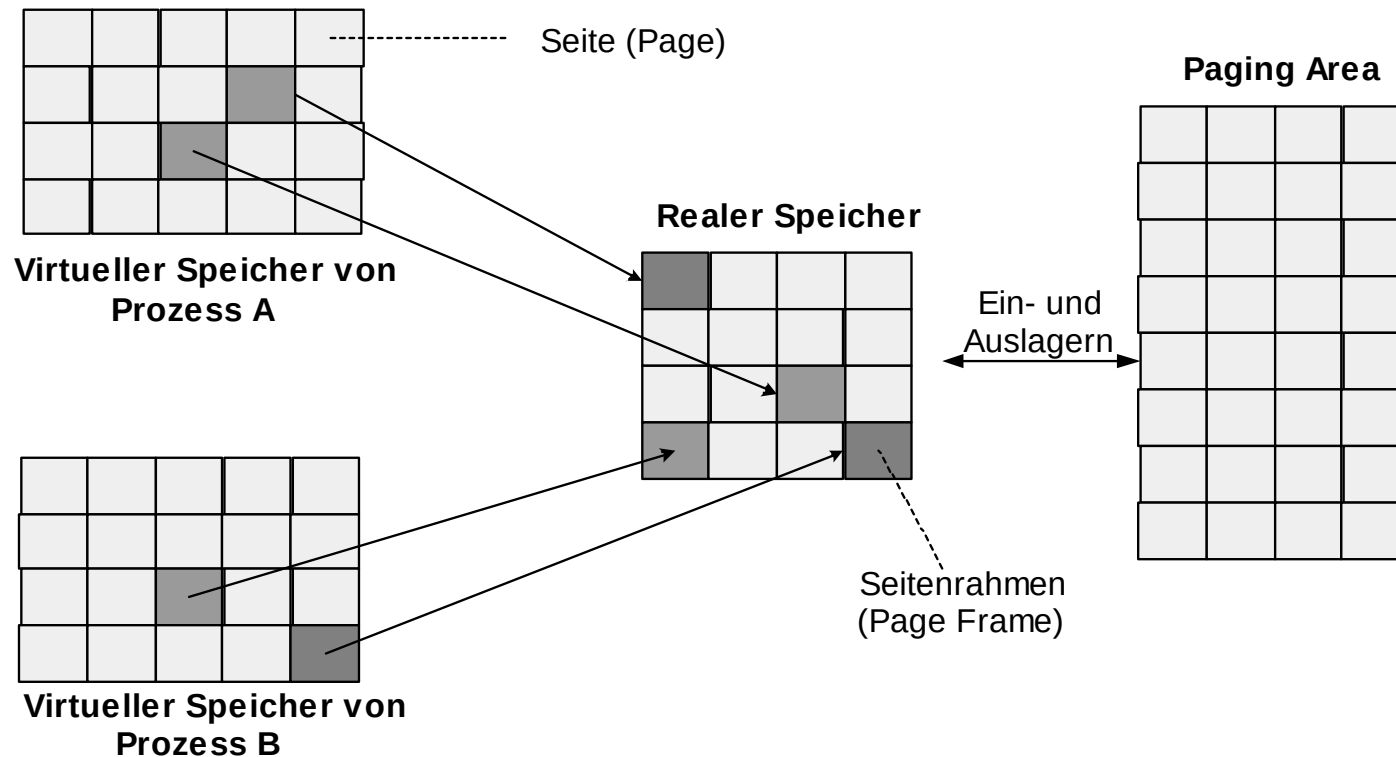 Seite (Page)
Paging Area
Realer Speicher
Virtueller Speicher von
Prozess A
Ein- und
Auslagern
Seitenrahmen
(Page Frame)
Virtueller Speicher von
Prozess B